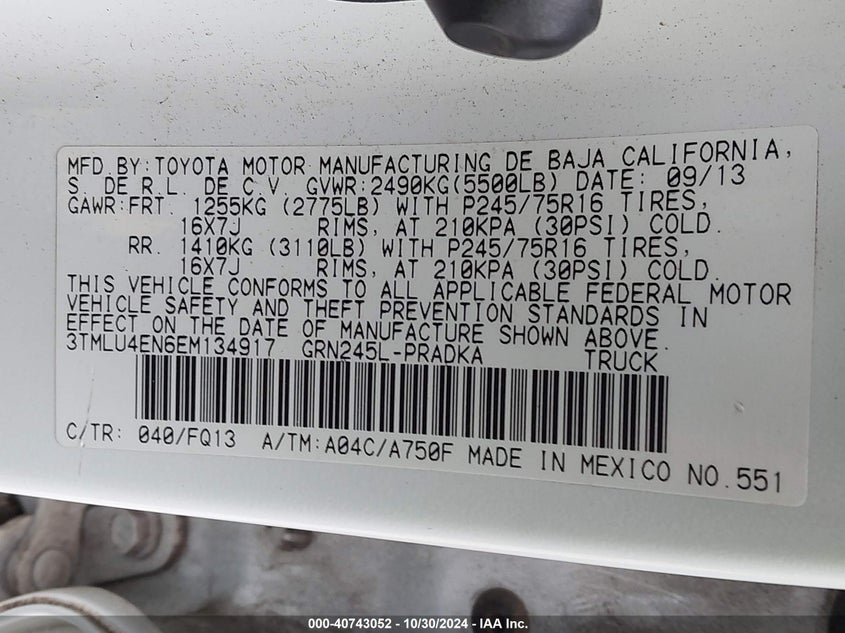 MFD.BY:TOYOTA MOTOR MANUFACTURING DE BAJA CALIFORNIA,
S. DE R.L. DE C.V. GVWR:2490KG(5500LB) DATE: 09/13
GAWR:FRT. 1255KG (2775LB) WITH P245/75R16 TIRES,
16X7J RIMS, AT 210KPA (30PSI) COLD.
RR. 1410KG (3110LB) WITH P245/75R16 TIRES,
16X7J RIMS, AT 210KPA (30PSI) COLD.
THIS VEHICLE CONFORMS TO ALL APPLICABLE FEDERAL MOTOR
VEHICLE SAFETY AND THEFT PREVENTION STANDARDS IN
EFFECT ON THE DATE OF MANUFACTURE SHOWN ABOVE.
3TMLU4EN6EM134917 GRN245L-PRADKA TRUCK
C/TR: 040/FQ13 A/TM:A04C/A750F MADE IN MEXICO NO.551
000-40743052 - 10/30/2024 - IAA Inc.